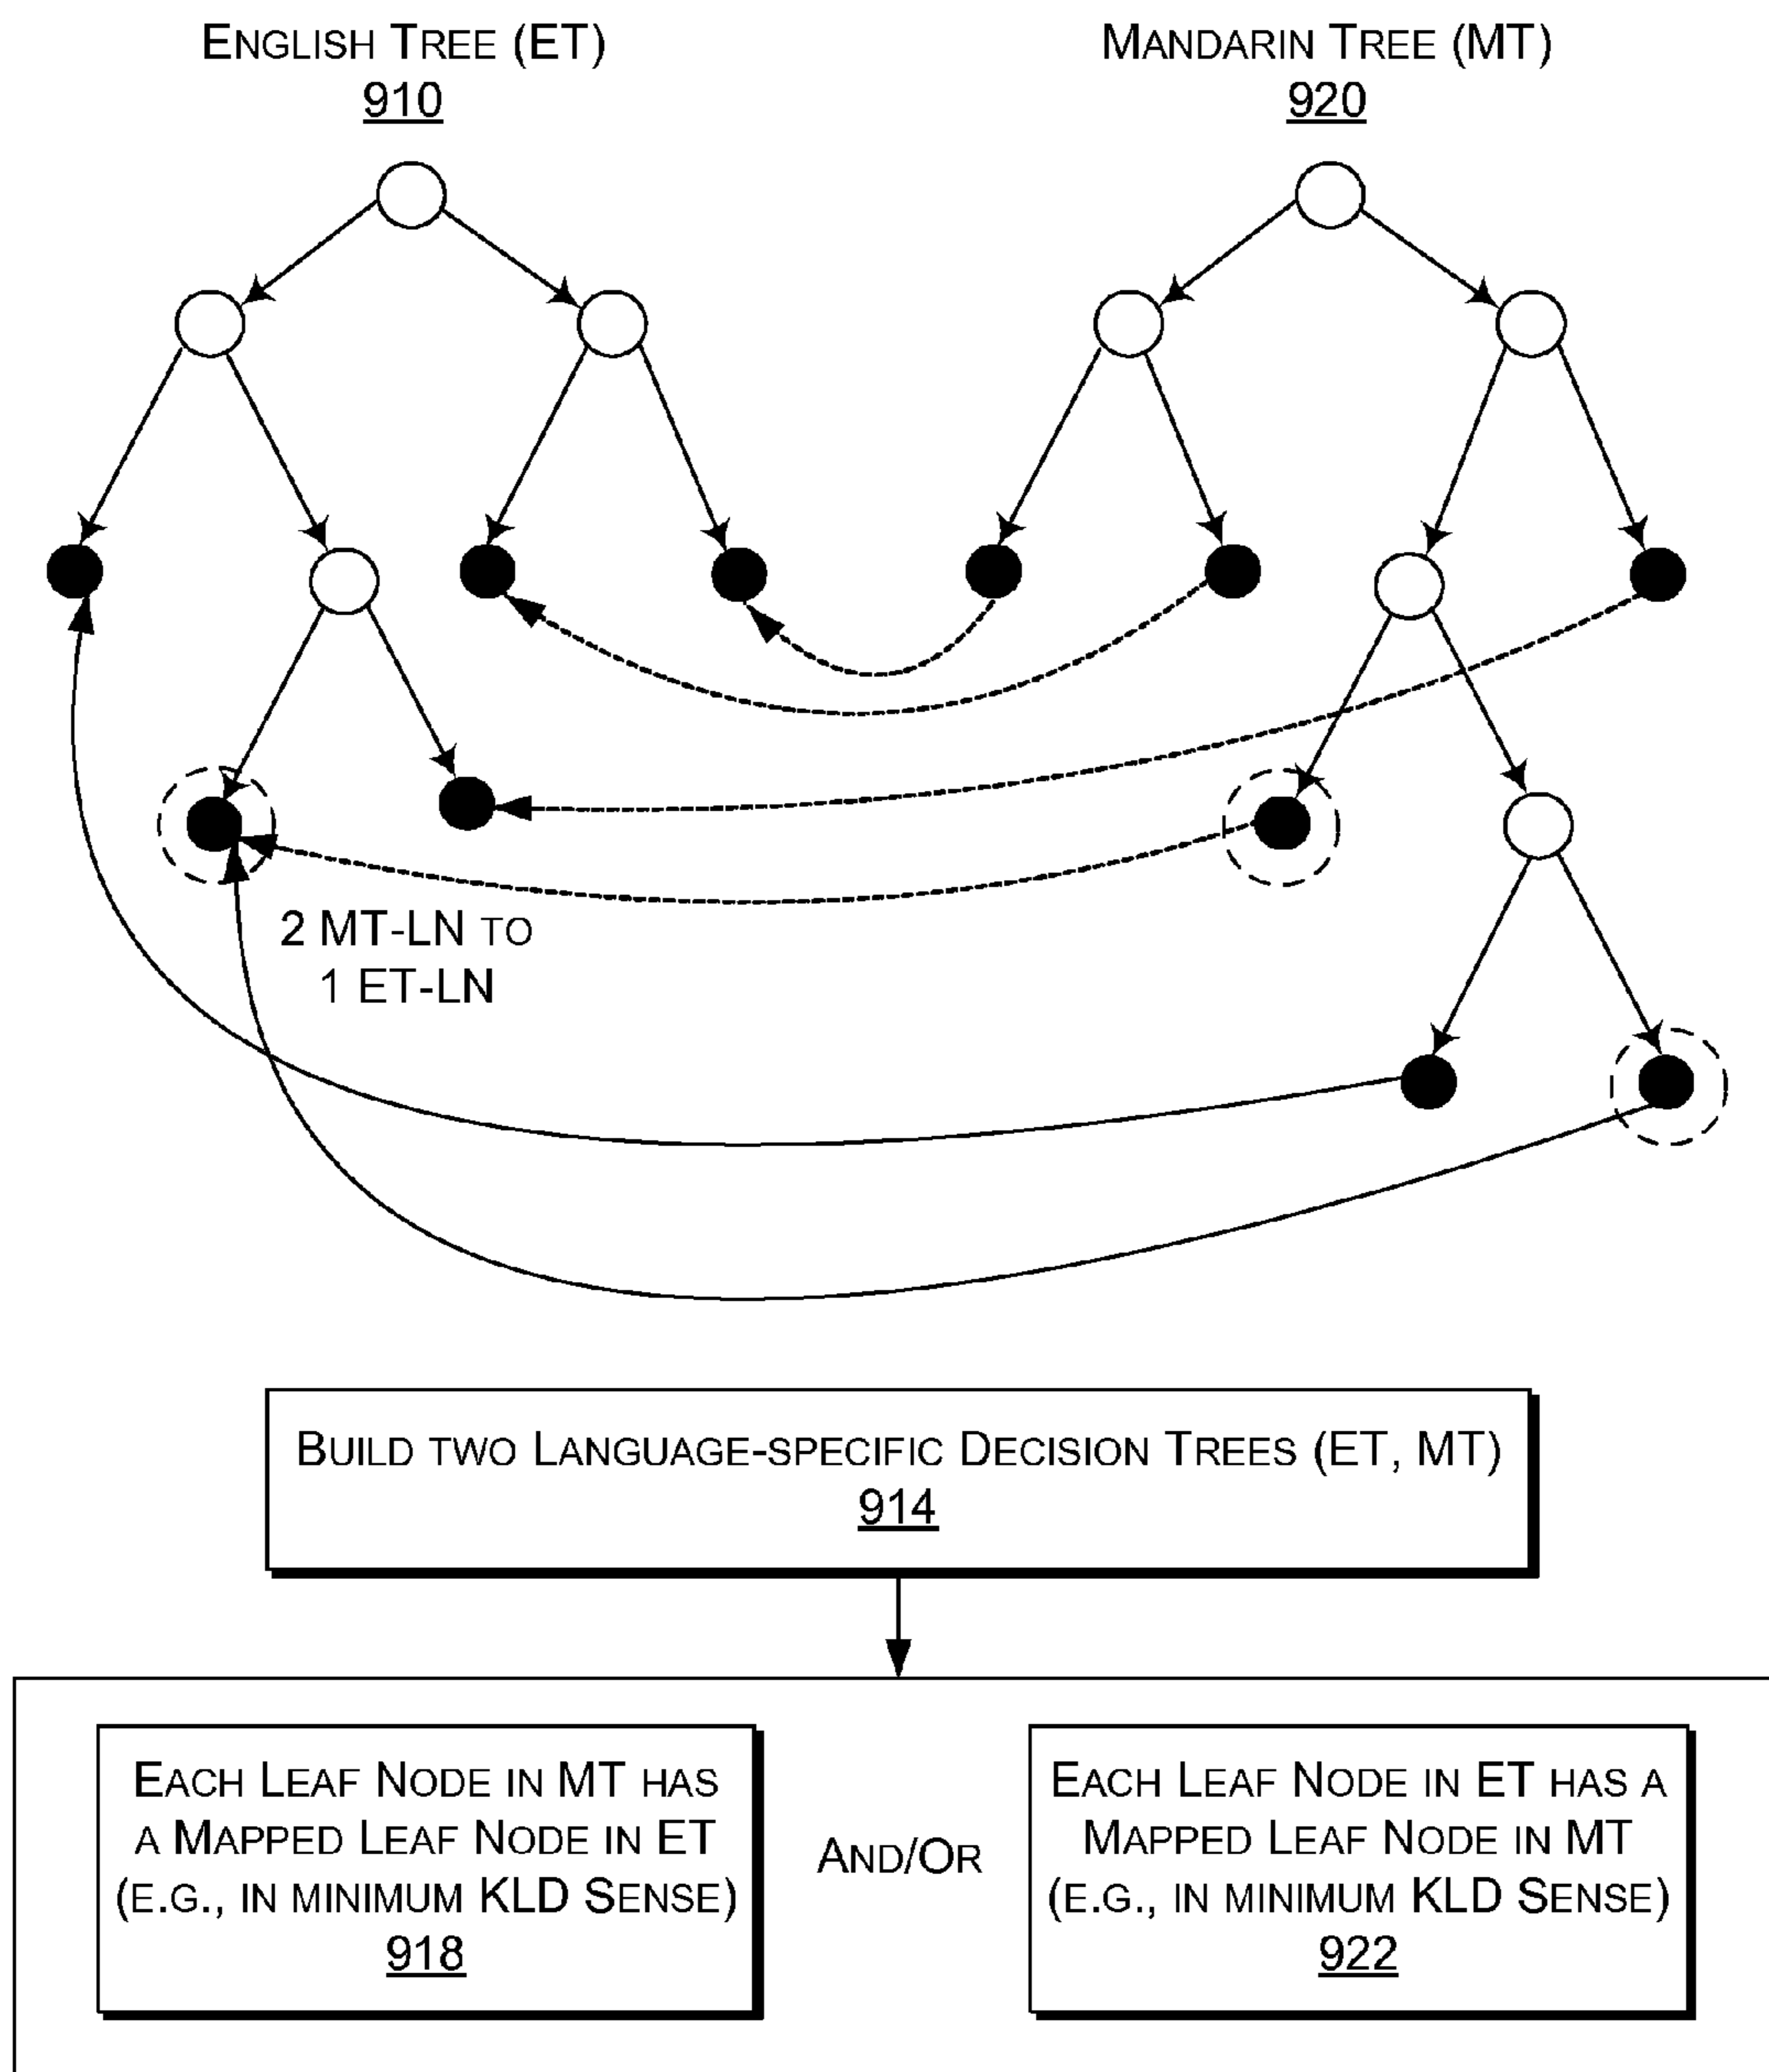 ENGLISH TREE (ET)
910
MANDARIN TREE (MT)
920
2 MT-LN TO
1 ET-LN
BUILD TWO LANGUAGE-SPECIFIC DECISION TREES (ET, MT)
914
EACH LEAF NODE IN MT HAS
A MAPPED LEAF NODE IN ET
(E.G., IN MINIMUM KLD SENSE)
918
AND/OR
EACH LEAF NODE IN ET HAS A
MAPPED LEAF NODE IN MT
(E.G., IN MINIMUM KLD SENSE)
922